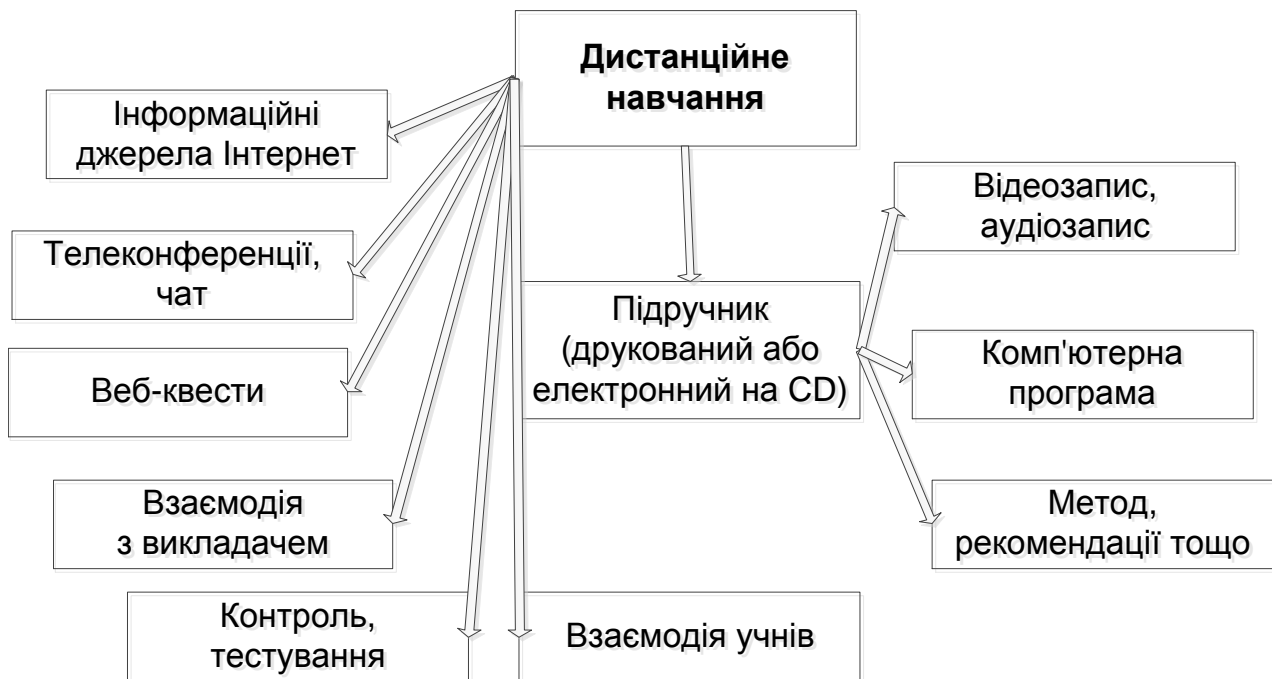 Дистанційне
навчання
Інформаційні
джерела Інтернет
Відеозапис,
аудіозапис
Телеконференції,
чат
Підручник
(друкований або
електронний на CD)
Комп'ютерна
програма
Веб-квести
Взаємодія
з викладачем
Метод,
рекомендації тощо
Контроль,
тестування
Взаємодія учнів